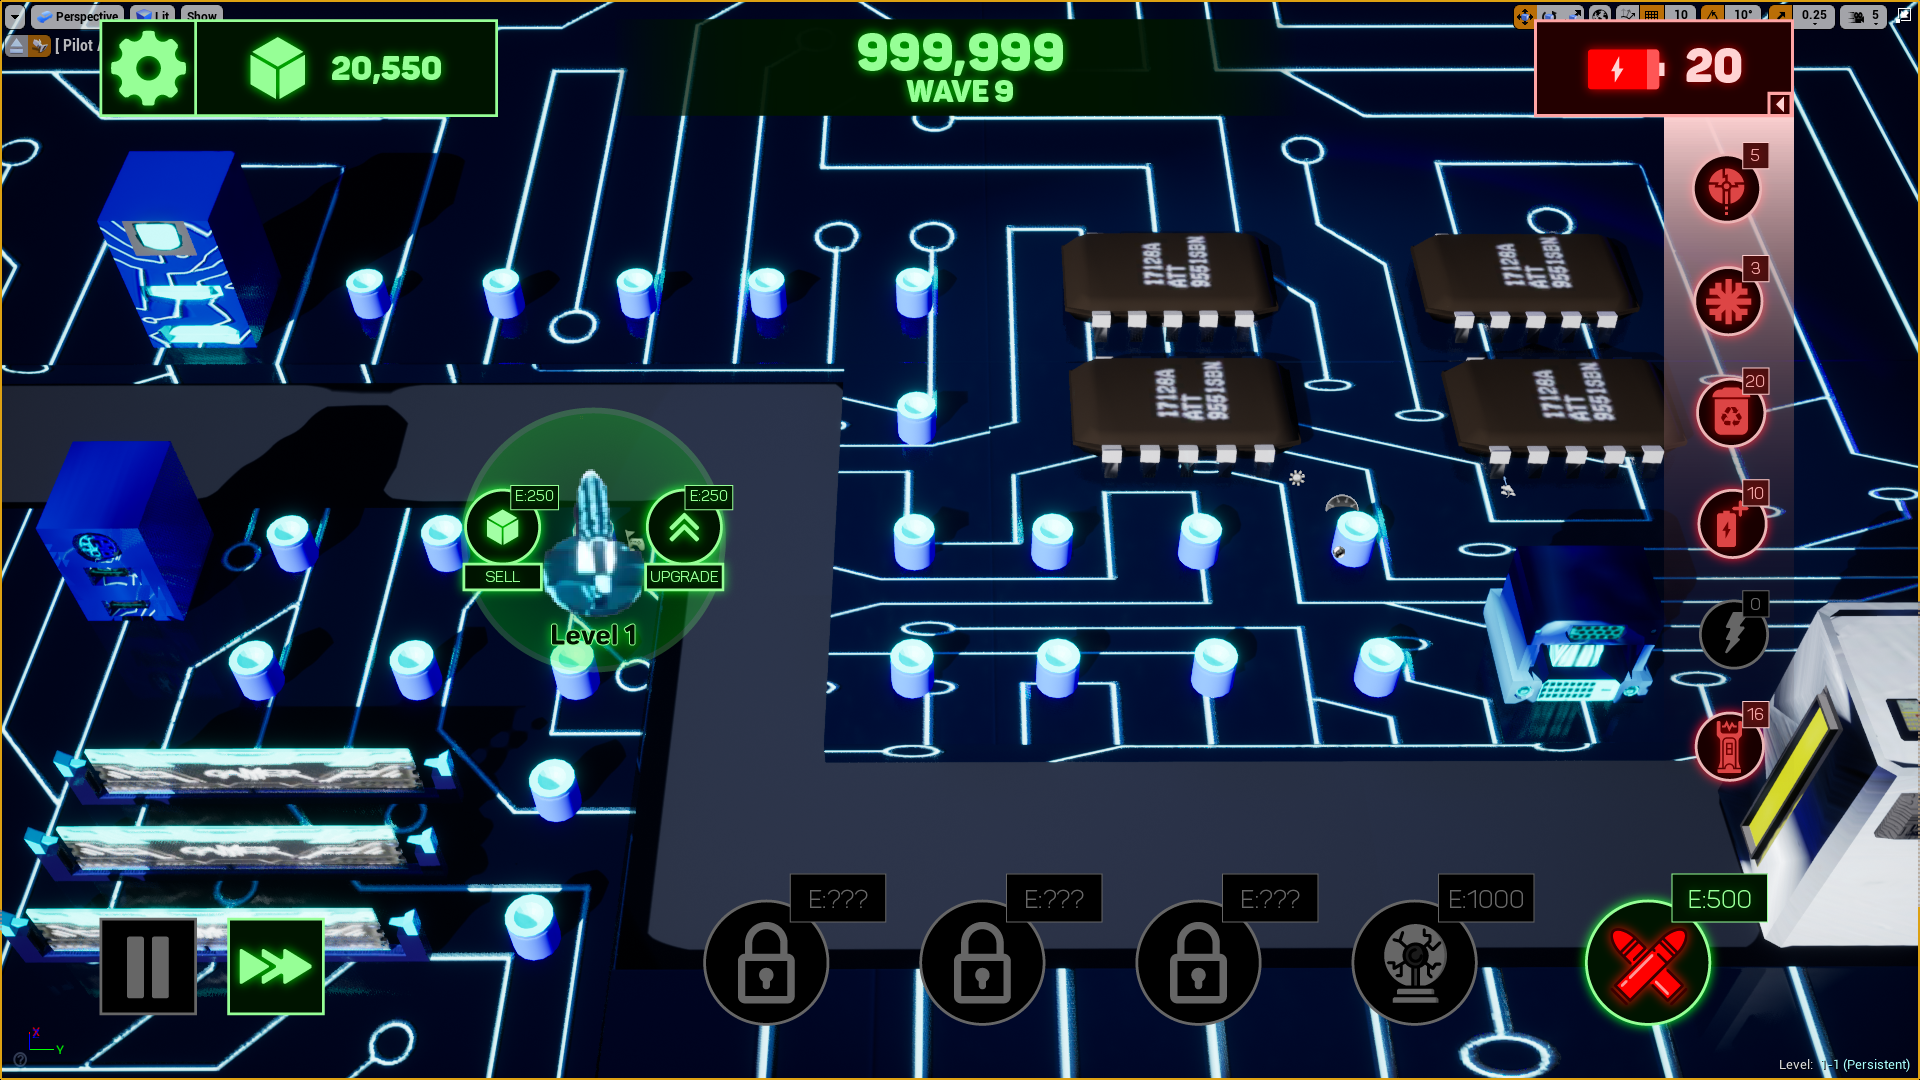 Perspective
Lit
Show
10
10°
0.25
5
[ Pilot
20,550
999,999
WAVE 9
20
5
3
20
10
0
16
17128A
ATT
9551SBN
17128A
ATT
9551SBN
17128A
ATT
9551SBN
17128A
ATT
9551SBN
E:250
E:250
SELL
UPGRADE
Level 1
E:???
E:???
E:???
E:1000
E:500
X
Y
Level: 1-1 (Persistent)